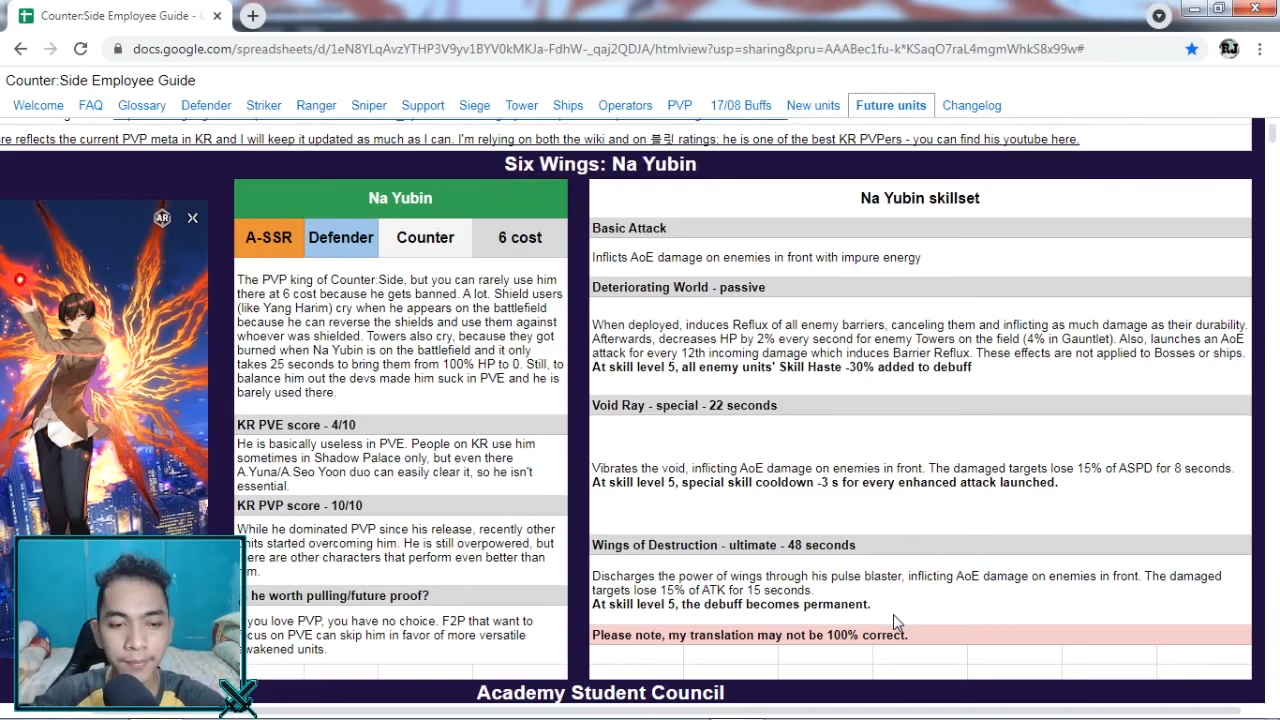 Counter:Side Employee Guide - G
docs.google.com/spreadsheets/d/1eN8YLqAvzYTHP3V9yv1BYV0kMKJa-FdhW-_qaj2QDJA/htmlview?usp=sharing&pru=AAABec1fu-k*KSaqO7raL4mgmWhkS8x99w#
Counter:Side Employee Guide
Welcome FAQ Glossary Defender Striker Ranger Sniper Support Siege Tower Ships Operators PVP 17/08 Buffs New units Future units Changelog
ere reflects the current PVP meta in KR and I will keep it updated as much as I can. I'm relying on both the wiki and on 블릿 ratings; he is one of the best KR PVPers - you can find his youtube here.
Six Wings: Na Yubin
AR
Na Yubin
A-SSR Defender Counter 6 cost
The PVP king of Counter:Side, but you can rarely use him
there at 6 cost because he gets banned. A lot. Shield users
(like Yang Harim) cry when he appears on the battlefield
because he can reverse the shields and use them against
whoever was shielded. Towers also cry, because they got
burned when Na Yubin is on the battlefield and it only
takes 25 seconds to bring them from 100% HP to 0. Still, to
balance him out the devs made him suck in PVE and he is
barely used there.
KR PVE score - 4/10
He is basically useless in PVE. People on KR use him
sometimes in Shadow Palace only, but even there
A.Yuna/A.Seo Yoon duo can easily clear it, so he isn't
essential.
KR PVP score - 10/10
While he dominated PVP since his release, recently other
nits started overcoming him. He is still overpowered, but
ere are other characters that perform even better than
m.
he worth pulling/future proof?
you love PVP, you have no choice. F2P that want to
ocus on PVE can skip him in favor of more versatile
awakened units.
Na Yubin skillset
Basic Attack
Inflicts AoE damage on enemies in front with impure energy
Deteriorating World - passive
When deployed, induces Reflux of all enemy barriers, canceling them and inflicting as much damage as their durability.
Afterwards, decreases HP by 2% every second for enemy Towers on the field (4% in Gauntlet). Also, launches an AoE
attack for every 12th incoming damage which induces Barrier Reflux. These effects are not applied to Bosses or ships.
At skill level 5, all enemy units' Skill Haste -30% added to debuff
Void Ray - special - 22 seconds
Vibrates the void, inflicting AoE damage on enemies in front. The damaged targets lose 15% of ASPD for 8 seconds.
At skill level 5, special skill cooldown -3 s for every enhanced attack launched.
Wings of Destruction - ultimate - 48 seconds
Discharges the power of wings through his pulse blaster, inflicting AoE damage on enemies in front. The damaged
targets lose 15% of ATK for 15 seconds.
At skill level 5, the debuff becomes permanent.
Please note, my translation may not be 100% correct.
Academy Student Council